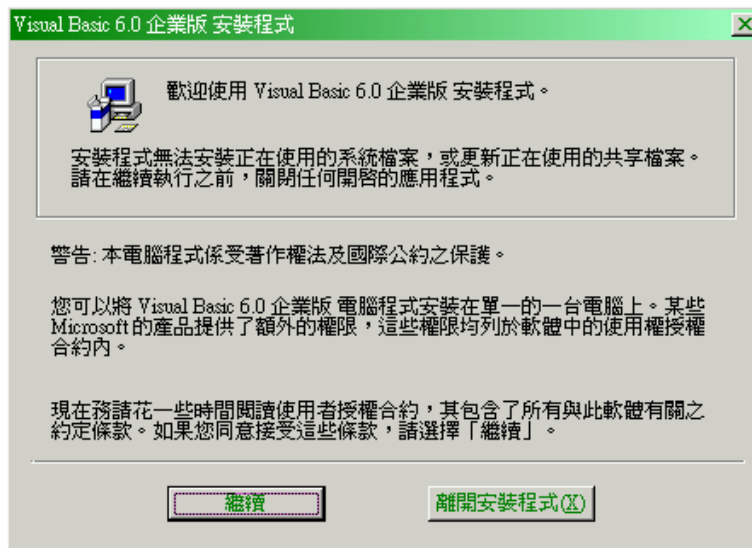 Visual Basic 6.0 企業版 安裝程式
歡迎使用 Visual Basic 6.0 企業版 安裝程式。
安裝程式無法安裝正在使用的系統檔案，或更新正在使用的共享檔案。
請在繼續執行之前，關閉任何開啓的應用程式。
警告: 本電腦程式係受著作權法及國際公約之保護。
您可以將 Visual Basic 6.0 企業版 電腦程式安裝在單一的一台電腦上。某些
Microsoft 的產品提供了額外的權限，這些權限均列於軟體中的使用權授權
合約內。
現在務請花一些時間閱讀使用者授權合約，其包含了所有與此軟體有關之
約定條款。如果您同意接受這些條款，請選擇「繼續」。
繼續
離開安裝程式(X)